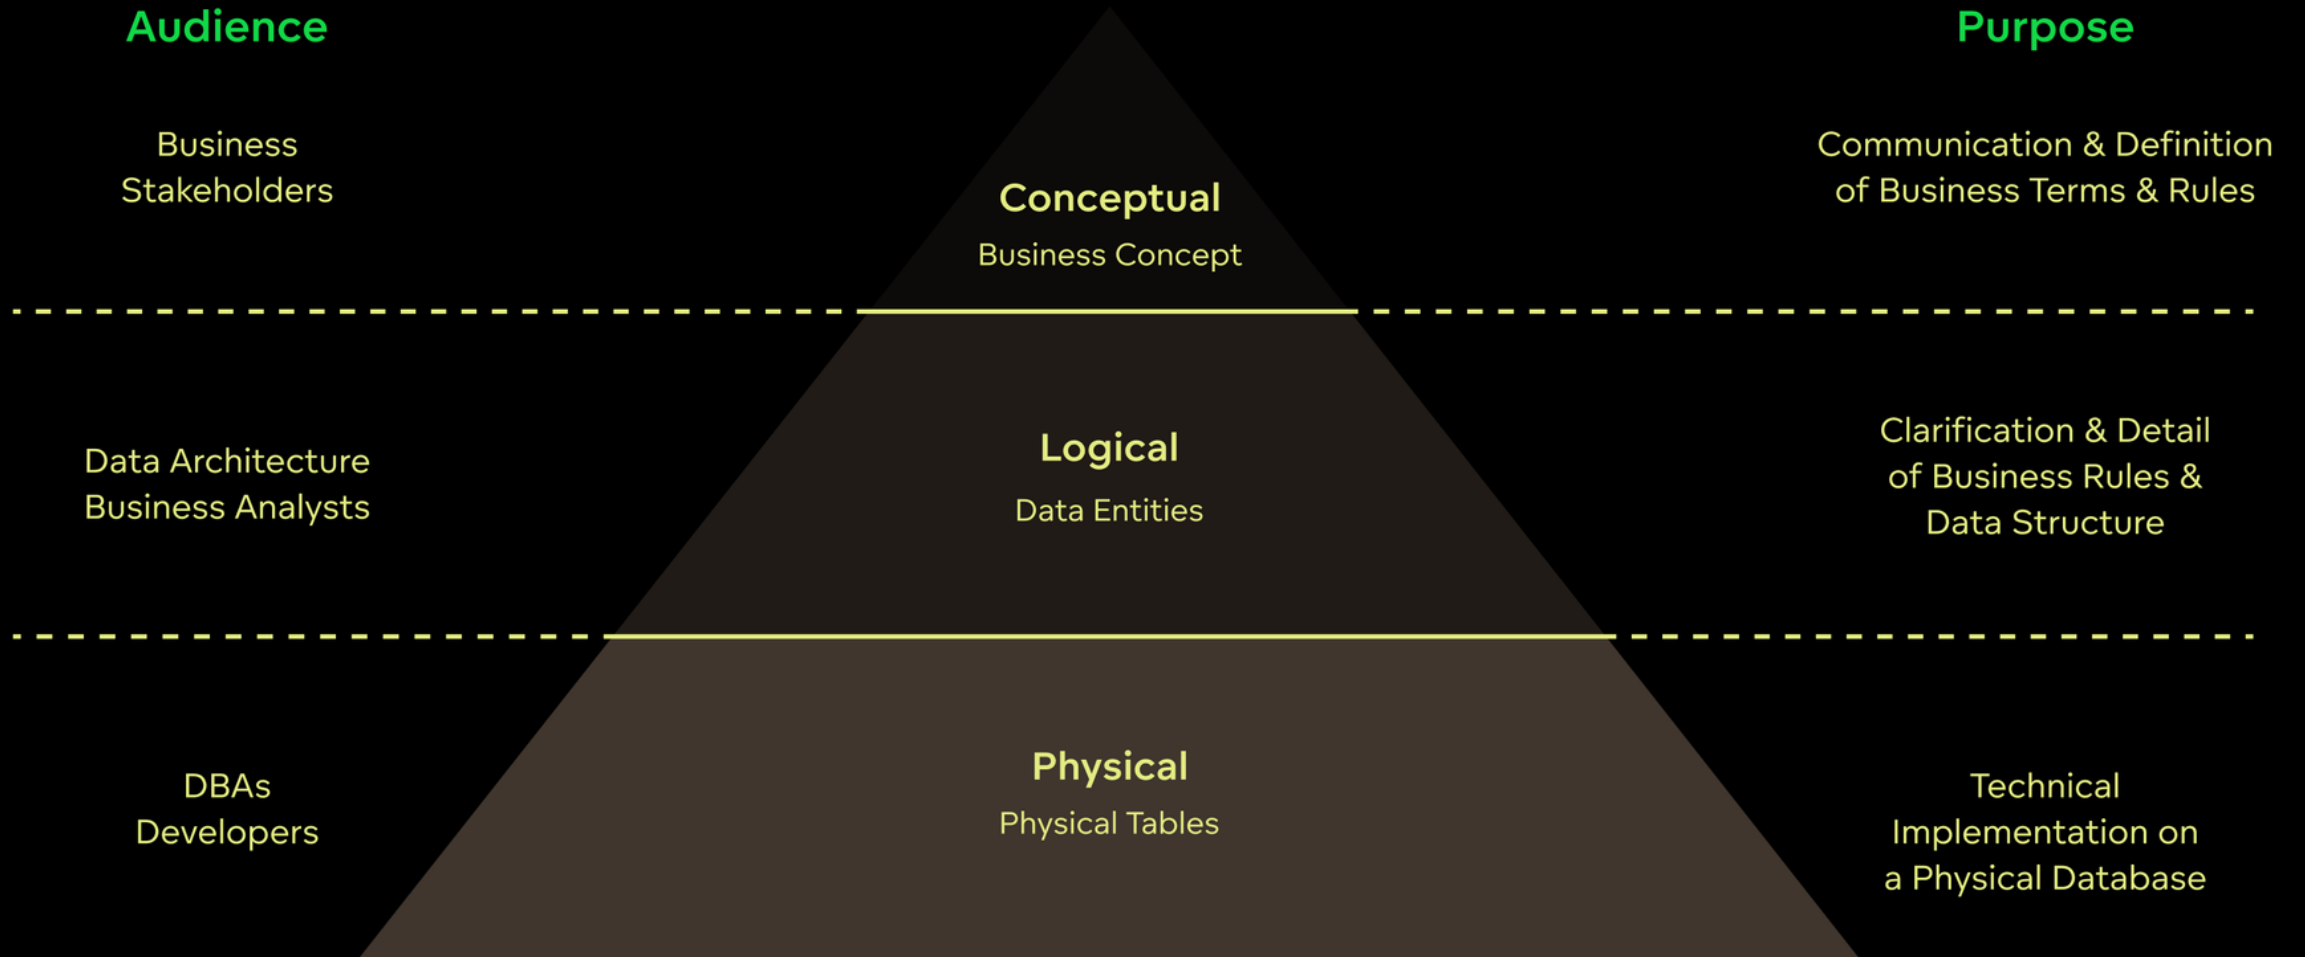 Audience
Purpose
Business
Stakeholders
Conceptual
Business Concept
Communication & Definition
of Business Terms & Rules
Data Architecture
Business Analysts
Logical
Data Entities
Clarification & Detail
of Business Rules &
Data Structure
DBAs
Developers
Physical
Physical Tables
Technical
Implementation on
a Physical Database